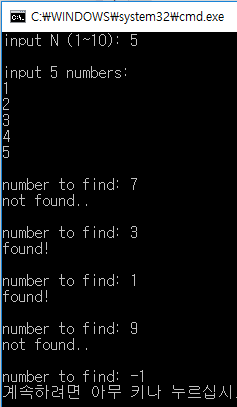 C:₩WINDOWS₩system32₩cmd.exe
input N (1~10): 5
input 5 numbers:
1
2
3
4
5
number to find: 7
not found..
number to find: 3
found!
number to find: 1
found!
number to find: 9
not found..
number to find: -1
계속하려면 아무 키나 누르십시